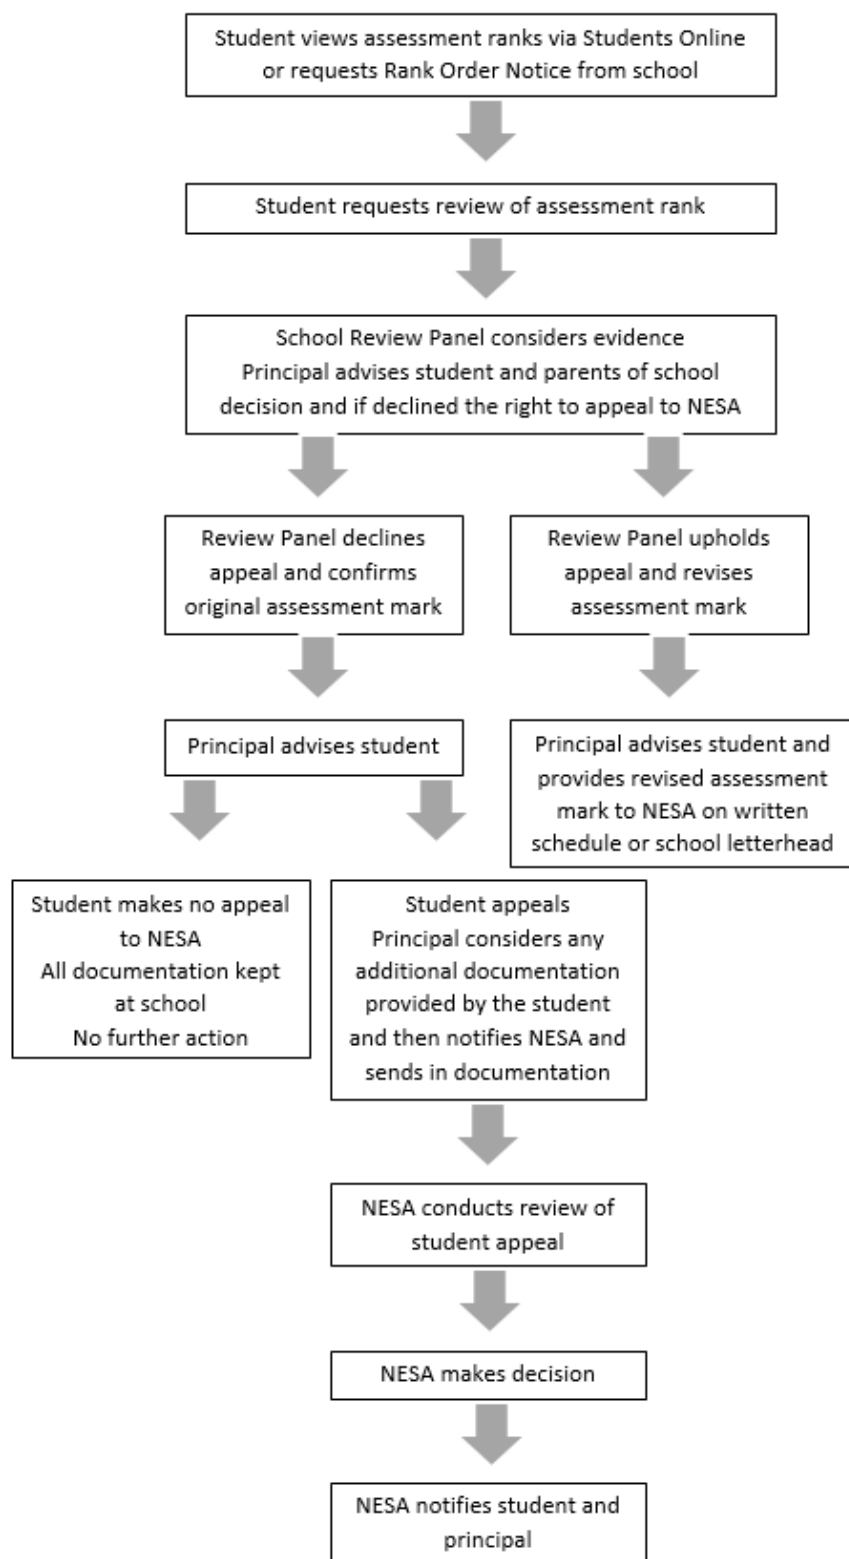 Student views assessment ranks via Students Online
or requests Rank Order Notice from school
Student requests review of assessment rank
School Review Panel considers evidence
Principal advises student and parents of school
decision and if declined the right to appeal to NESA
Review Panel declines
appeal and confirms
original assessment mark
Review Panel upholds
appeal and revises
assessment mark
Principal advises student
Principal advises student and
provides revised assessment
mark to NESA on written
schedule or school letterhead
Student makes no appeal
to NESA
All documentation kept
at school
No further action
Student appeals
Principal considers any
additional documentation
provided by the student
and then notifies NESA and
sends in documentation
NESA conducts review of
student appeal
NESA makes decision
NESA notifies student and
principal